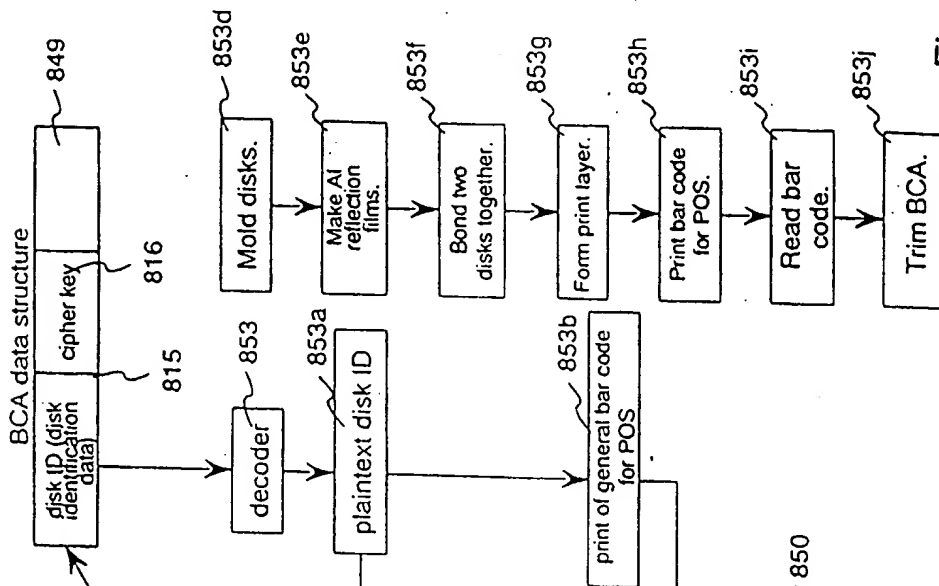 BCA data structure
849
disk ID (disk
identification
data)
cipher key
815
816
decoder
853
plaintext disk ID
853a
print of general bar code
for POS
853b
850
Mold disks.
853d
Make Al
reflection
films.
853e
Bond two
disks together.
853f
Form print layer.
853g
Print bar code
for POS.
853h
Read bar
code.
853i
Trim BCA.
853j